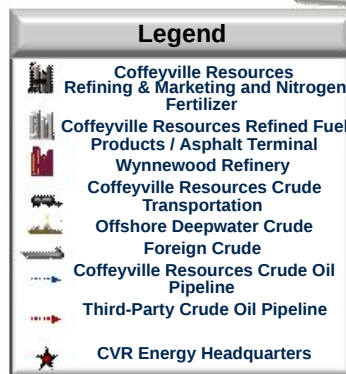 Legend
Coffeyville Resources
Refining & Marketing and Nitrogen
Fertilizer
Coffeyville Resources Refined Fuel
Products / Asphalt Terminal
Wynnewood Refinery
Coffeyville Resources Crude
Transportation
Offshore Deepwater Crude
Foreign Crude
Coffeyville Resources Crude Oil
Pipeline
Third-Party Crude Oil Pipeline
CVR Energy Headquarters